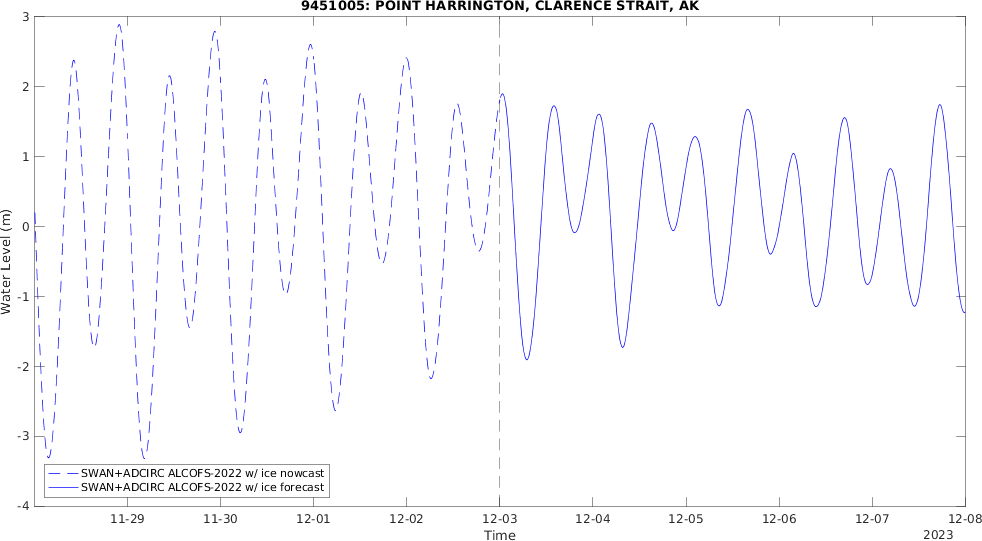 9451005: POINT HARRINGTON, CLARENCE STRAIT, AK
3
2
1
0
-1
-2
-3
-4
Water Level (m)
SWAN+ADCIRC ALCOFS-2022 w/ ice nowcast
SWAN+ADCIRC ALCOFS-2022 w/ ice forecast
11-29 11-30 12-01 12-02 12-03 12-04 12-05 12-06 12-07 12-08
Time
2023